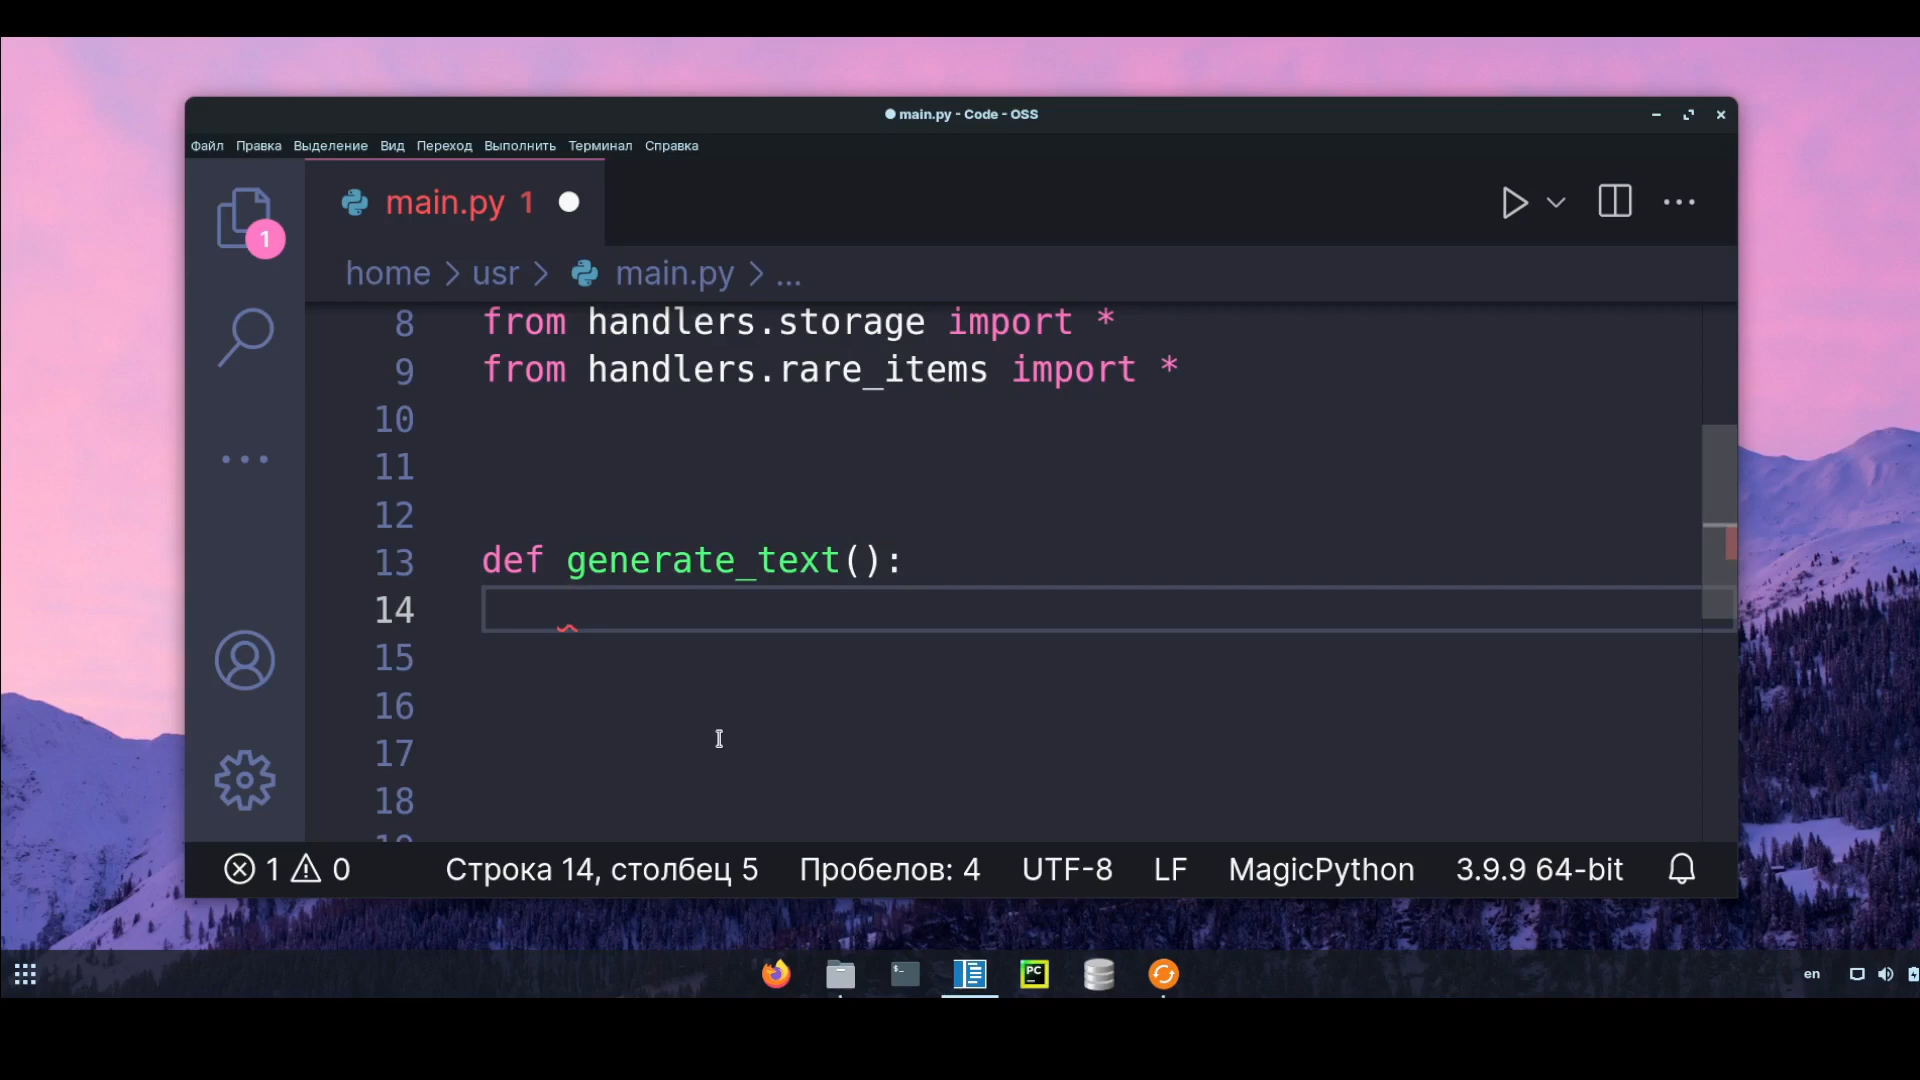 main.py - Code - OSS
Файл Правка Выделение Вид Переход Выполнить Терминал Справка
main.py 1
1
home > usr > main.py > ...
8 from handlers.storage import *
9 from handlers.rare_items import *
10
11
12
13 def generate_text():
14
15
16
17
18
1 0 Строка 14, столбец 5 Пробелов: 4 UTF-8 LF MagicPython 3.9.9 64-bit
PC
en